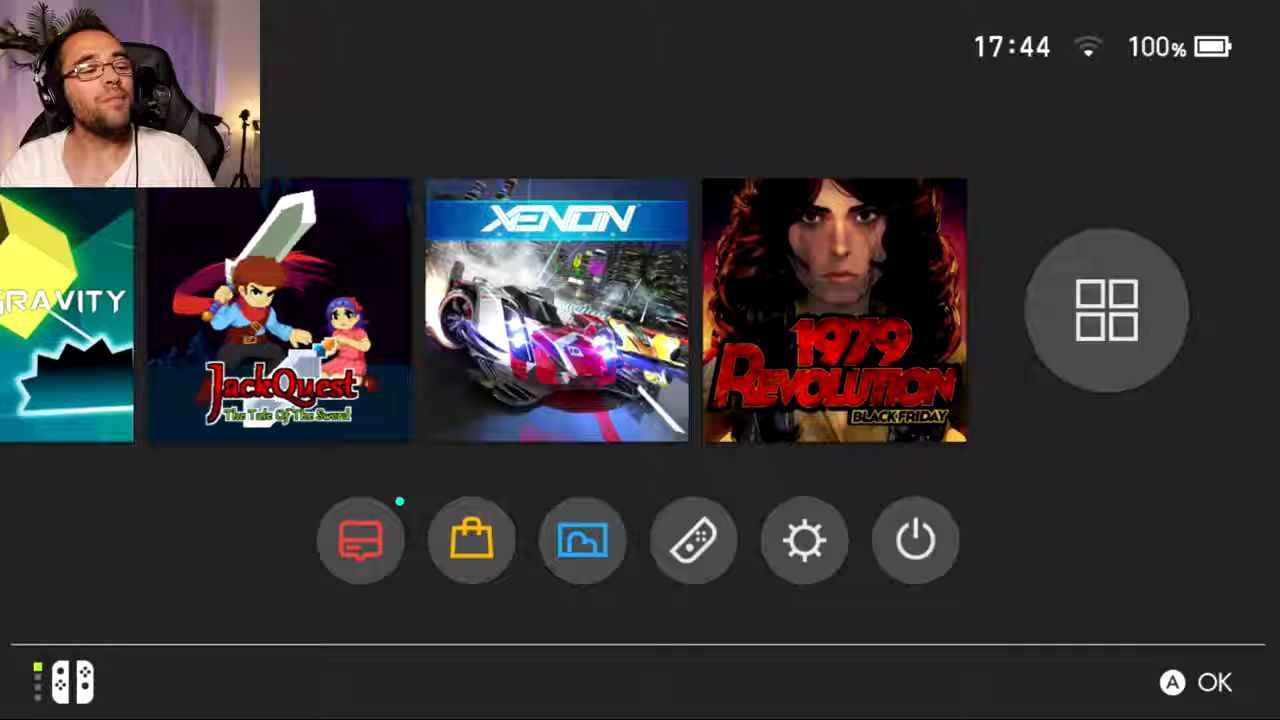 17:44 100%
GRAVITY
JackQuest
The Tale Of The Sword
XENON
1979
REVOLUTION
BLACK FRIDAY
A OK